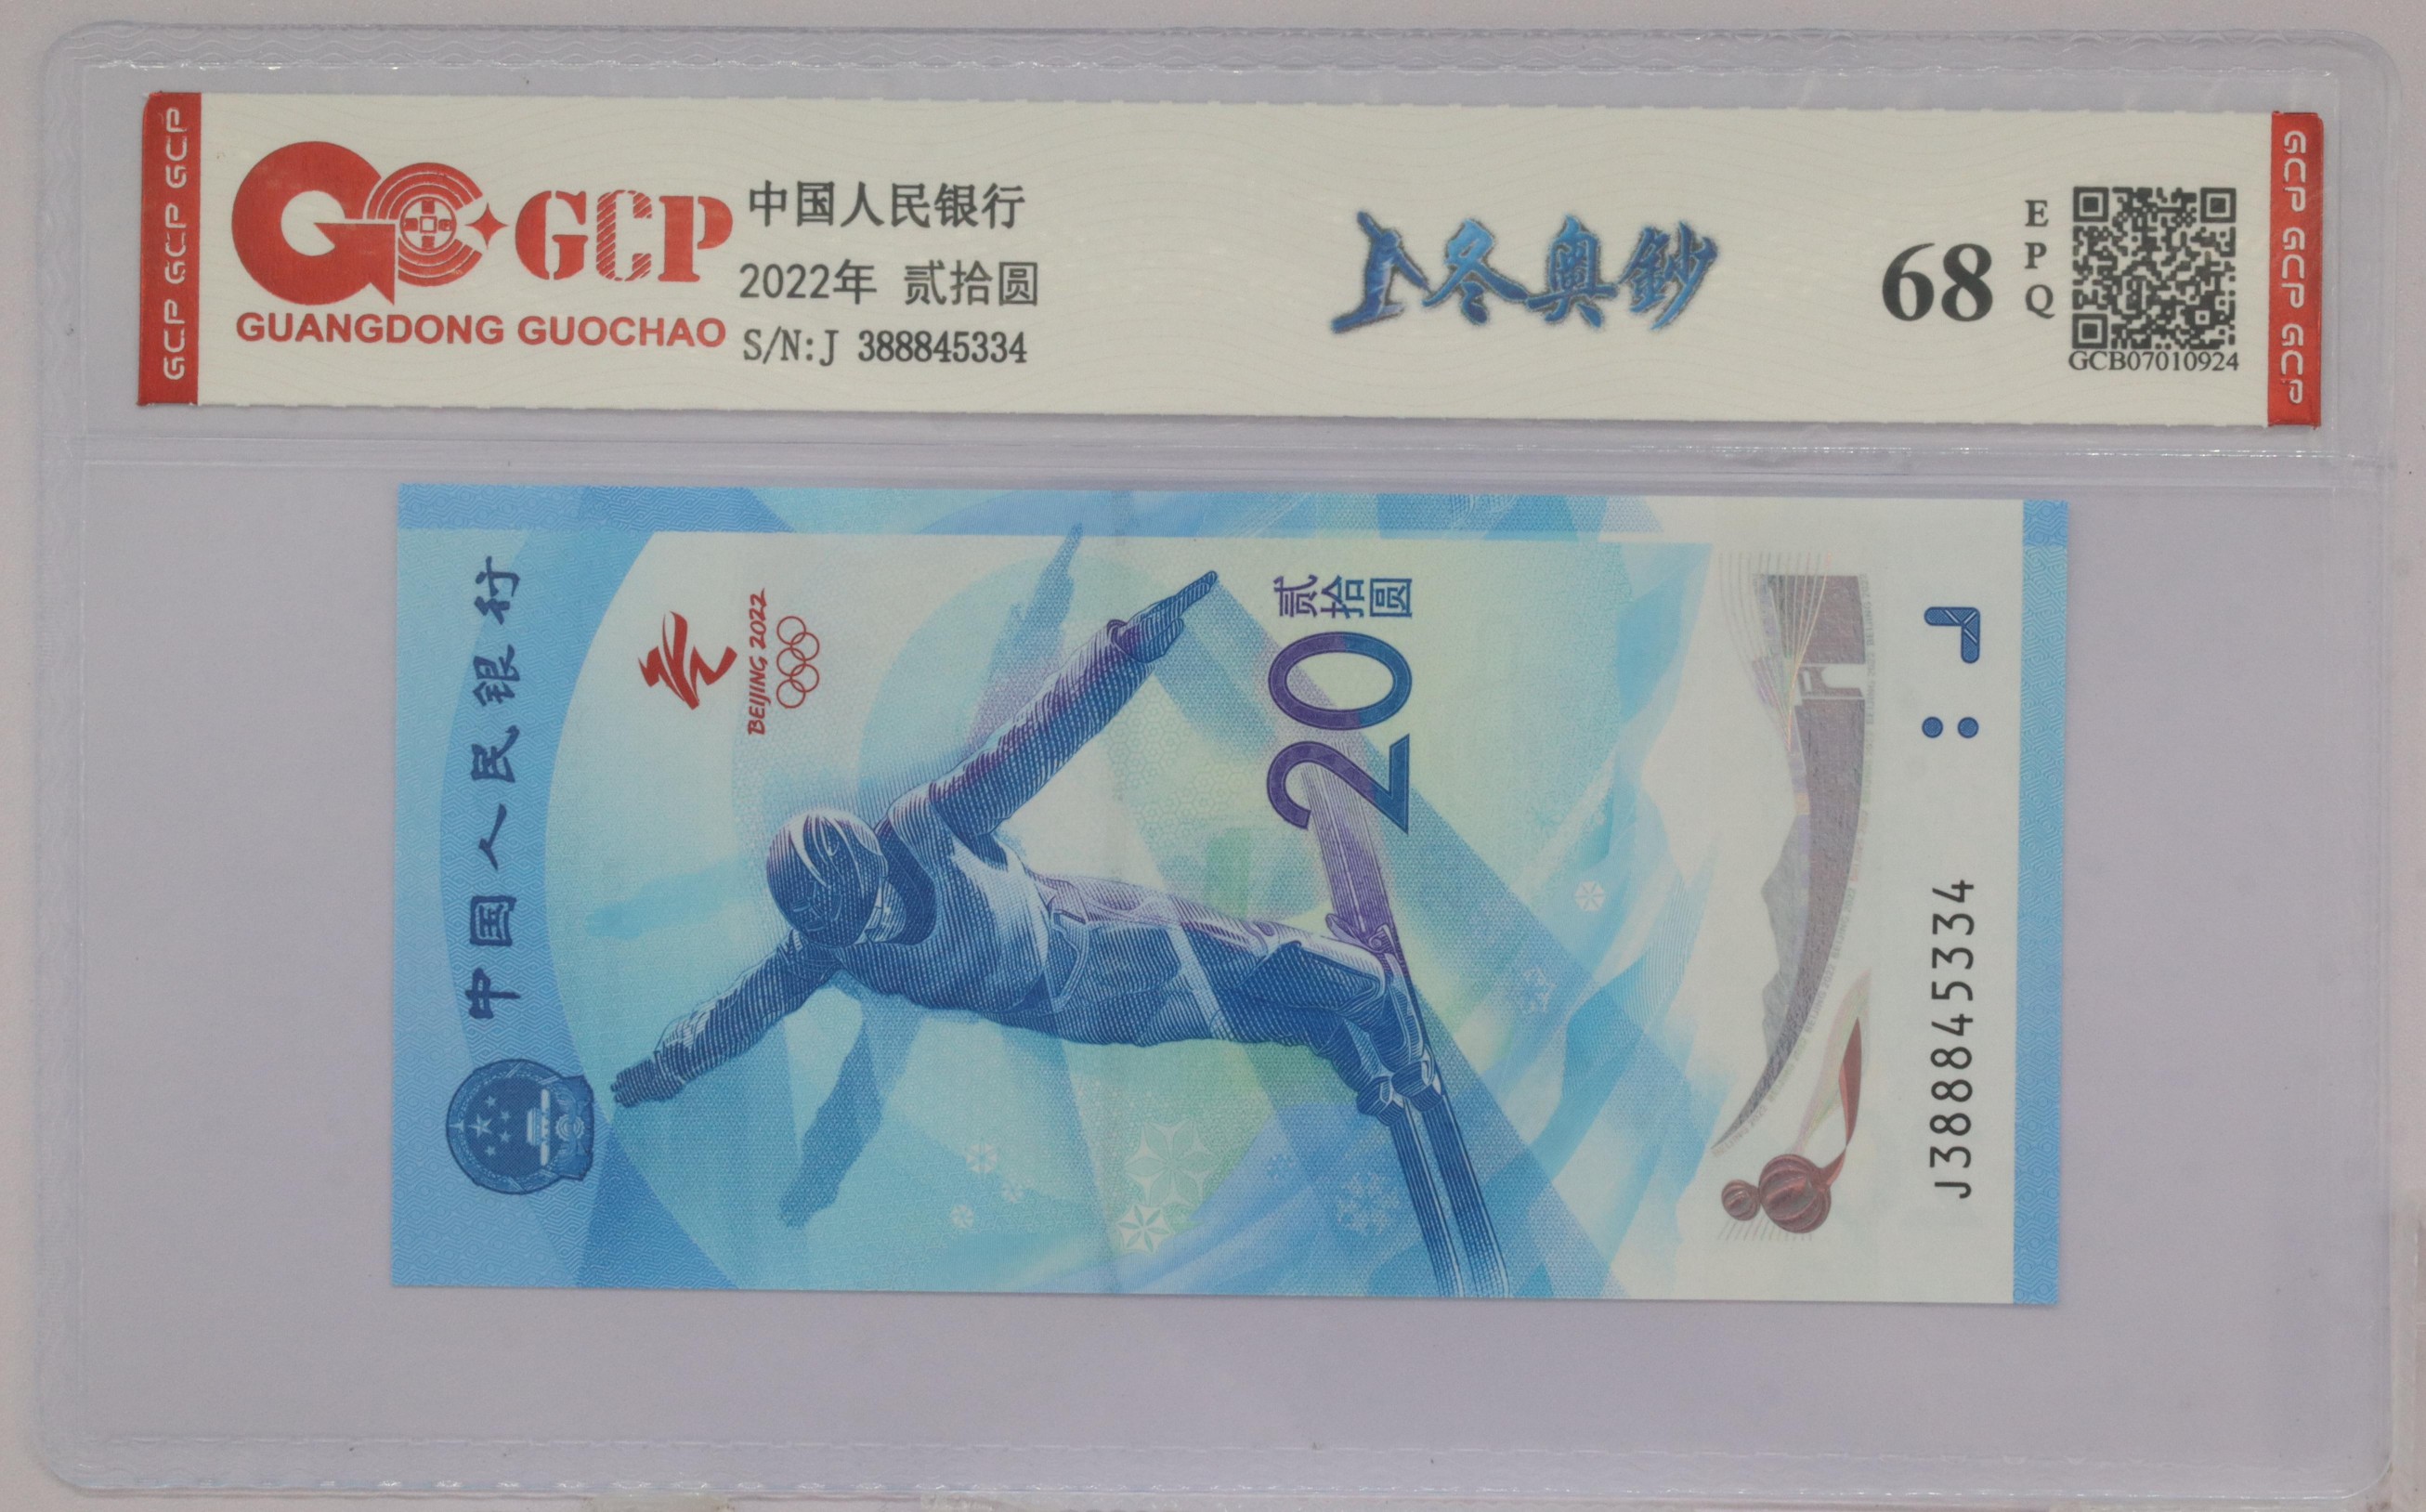 GCP GCP GCP
GCP
GUANGDONG GUOCHAO
中国人民银行
2022年 贰拾圆
S/N:J 388845334
冬奥鈔
68
EPQ
GCB07010924
GCP GCP GCP
中国人民银行
BEIJING 2022
贰拾圆
20
J388845334